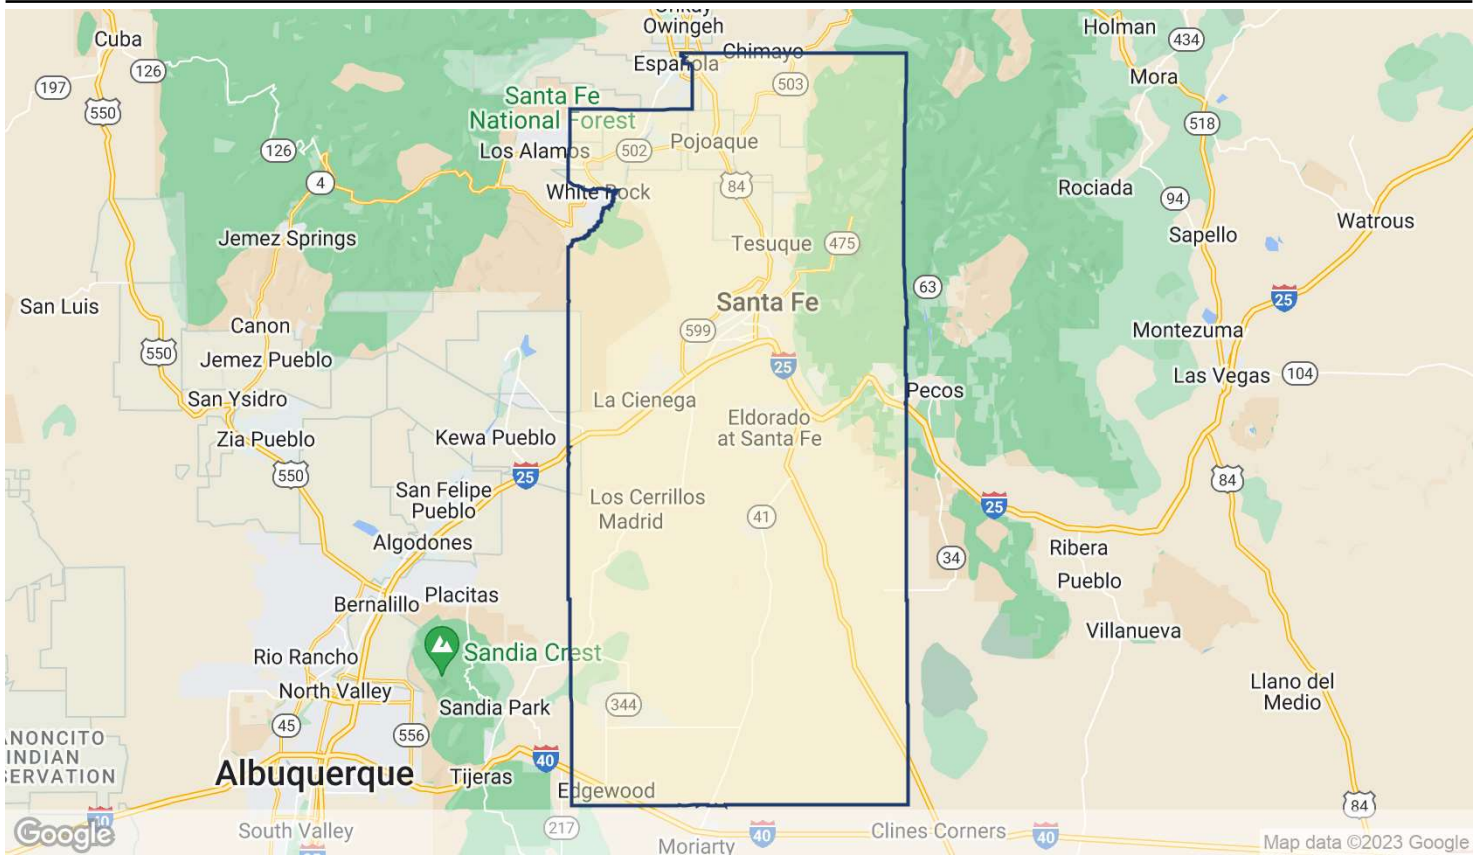 Cuba
Owingeh
Chimayo
Española
Holman
434
Mora
126
197
550
503
518
Santa Fe
National Forest
Los Alamos
502
Pojoaque
126
4
White Rock
84
Rociada
94
Watrous
Jemez Springs
Tesuque
475
Sapello
San Luis
63
25
Santa Fe
Canon
599
Montezuma
550
Jemez Pueblo
25
Las Vegas
104
San Ysidro
La Cienega
Pecos
Zia Pueblo
Kewa Pueblo
Eldorado
at Santa Fe
550
25
84
San Felipe
Pueblo
Los Cerrillos
Madrid
41
25
Algodones
34
Ribera
Pueblo
Bernalillo
Placitas
Villanueva
Rio Rancho
Sandia Crest
North Valley
Llano del
Medio
Sandia Park
344
45
556
NONCITO
INDIAN
SERVATION
Albuquerque
Tijeras
40
Edgewood
84
40
Google
South Valley
217
40
Clines Corners
40
Moriarty
Map data ©2023 Google